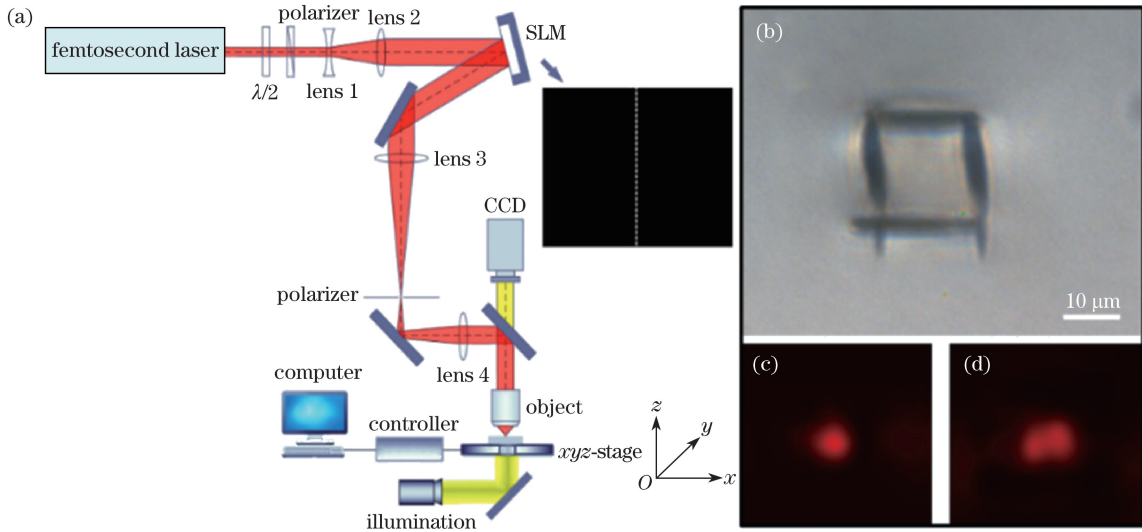 (a)
polarizer
lens 2
SLM
femtosecond laser
λ/2
lens 1
lens 3
CCD
polarizer
lens 4
computer
object
controller
xyz-stage
illumination
z
y
O
x
(b)
10 μm
(c)
(d)